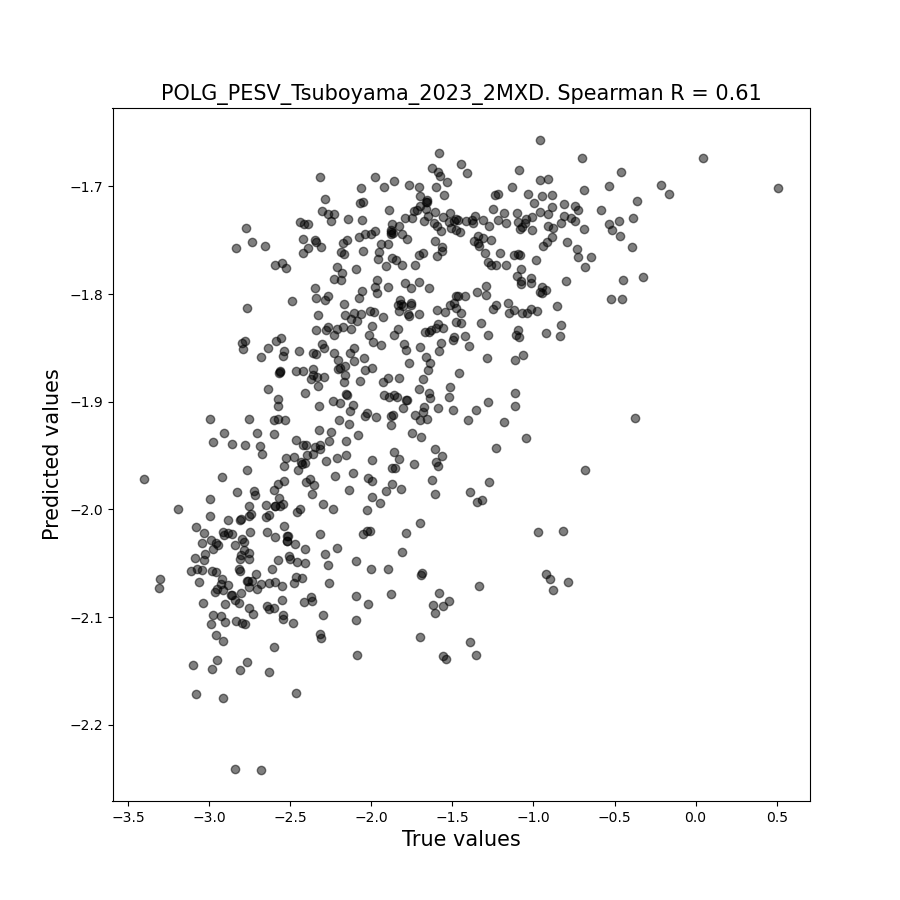 POLG_PESV_Tsuboyama_2023_2MXD. Spearman R = 0.61
Predicted values
−1.7
−1.8
−1.9
−2.0
−2.1
−2.2
−3.5 −3.0 −2.5 −2.0 −1.5 −1.0 −0.5 0.0 0.5
True values